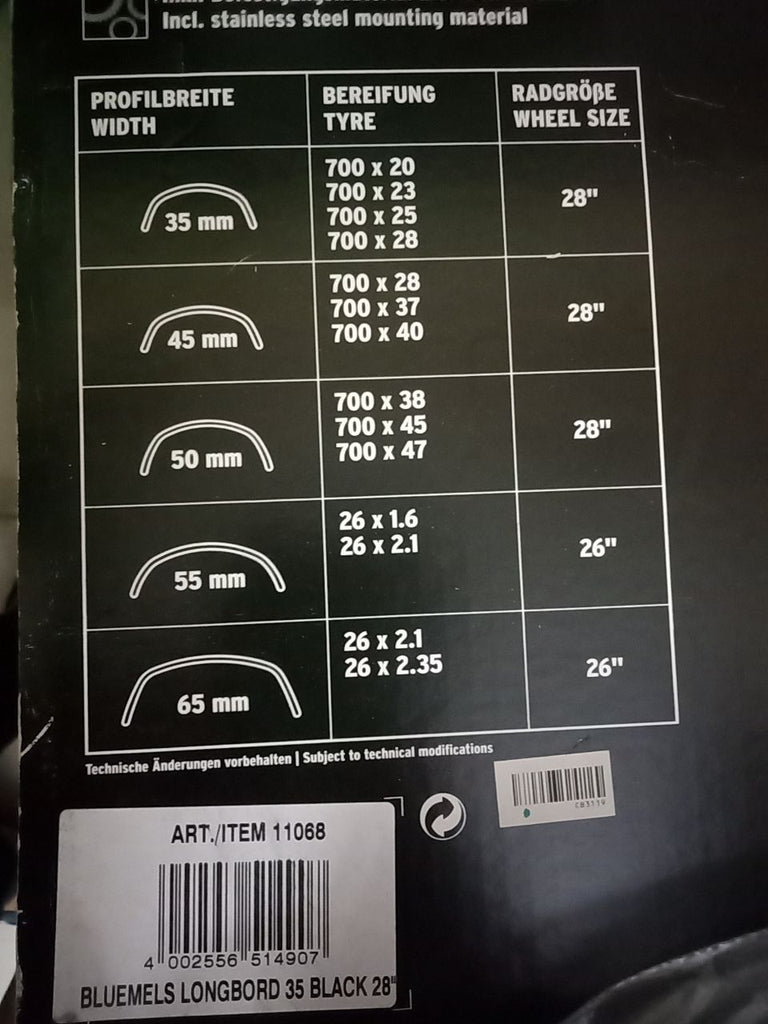 Incl. stainless steel mounting material
PROFILBREITE
WIDTH
BEREIFUNG
TYRE
RADGRÖßE
WHEEL SIZE
35 mm
700 x 20
700 x 23
700 x 25
700 x 28
28"
45 mm
700 x 28
700 x 37
700 x 40
28"
50 mm
700 x 38
700 x 45
700 x 47
28"
55 mm
26 x 1.6
26 x 2.1
26"
65 mm
26 x 2.1
26 x 2.35
26"
Technische Änderungen vorbehalten | Subject to technical modifications
CB3119
ART./ITEM 11068
4 002556 514907
BLUEMELS LONGBORD 35 BLACK 28"